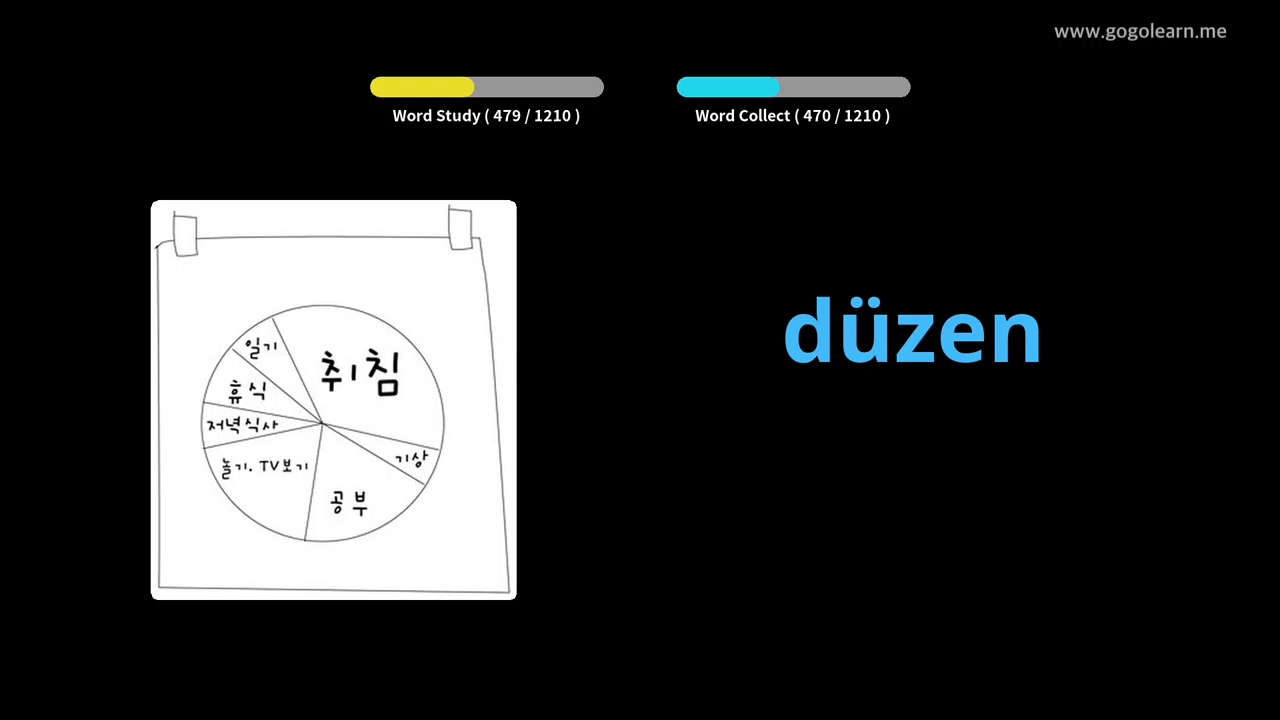 www.gogolearn.me
Word Study ( 479 / 1210 )
Word Collect ( 470 / 1210 )
일기
취침
휴식
저녁식사
놀기. TV보기
기상
공부
düzen